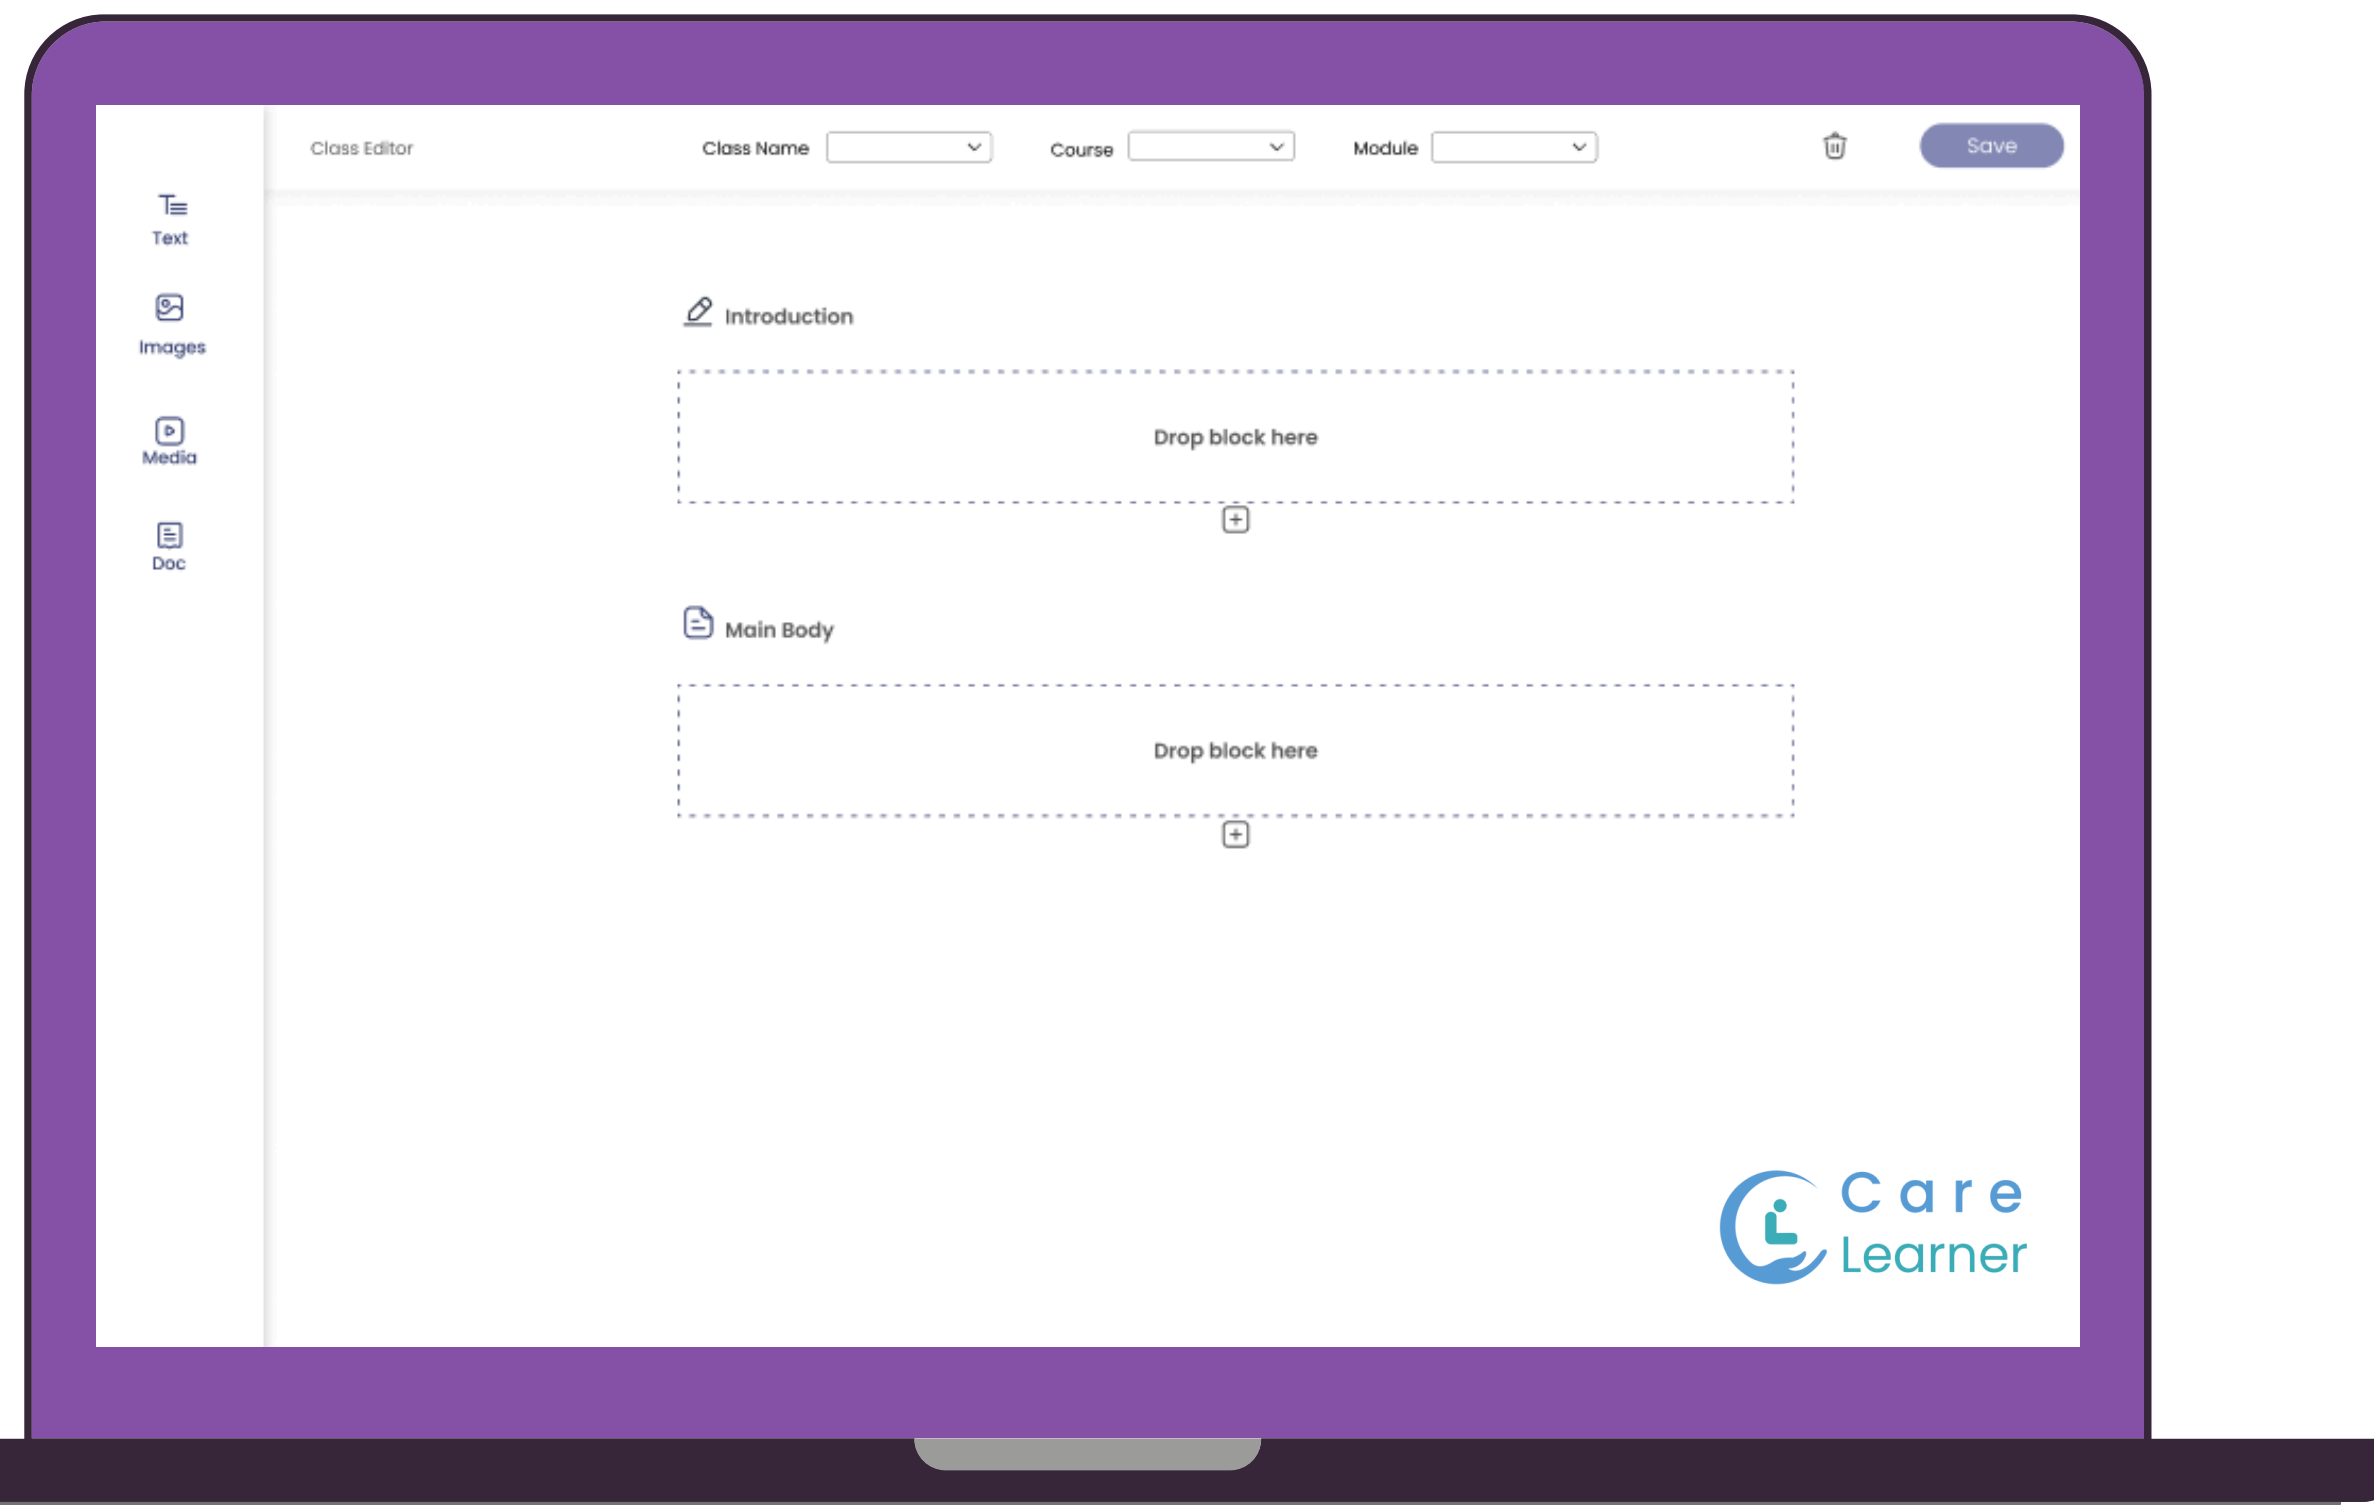 Class Editor
Class Name
Course
Module
Save
Text
Images
Media
Doc
Introduction
Drop block here
Main Body
Drop block here
Care
Learner